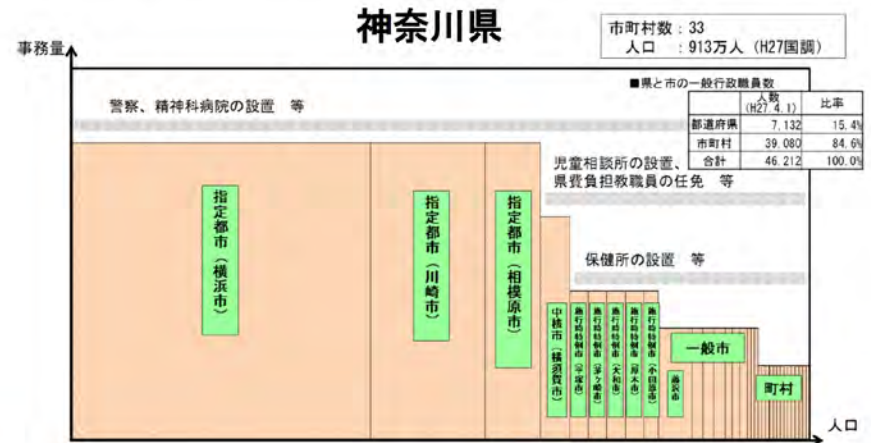 神奈川県
市町村数：33
人口　：913万人（H27国調）
事務量
■県と市の一般行政職員数
人数 (H27.4.1) 比率
都道府県 7,132 15.4%
市町村 39,080 84.6%
合計 46,212 100.0%
警察、精神科病院の設置　等
児童相談所の設置、
県費負担教職員の任免　等
保健所の設置　等
指定都市（横浜市）
指定都市（川崎市）
指定都市（相模原市）
中核市（横須賀市）
施行時特例市（平塚市）
施行時特例市（茅ヶ崎市）
施行時特例市（大和市）
施行時特例市（厚木市）
施行時特例市（小田原市）
一般市
藤沢市
町村
人口